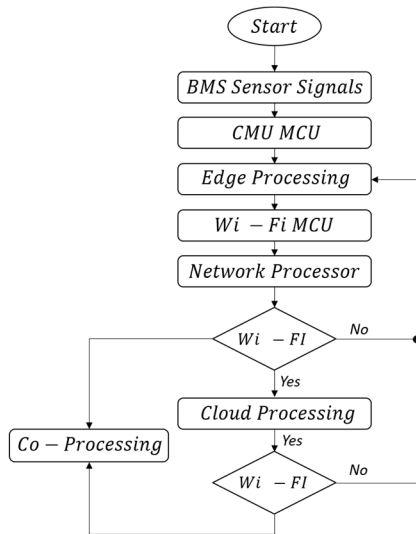 Start
BMS Sensor Signals
CMU MCU
Edge Processing
Wi – Fi MCU
Network Processor
Wi – FI
No
Yes
Cloud Processing
Yes
Co – Processing
Wi – FI
No